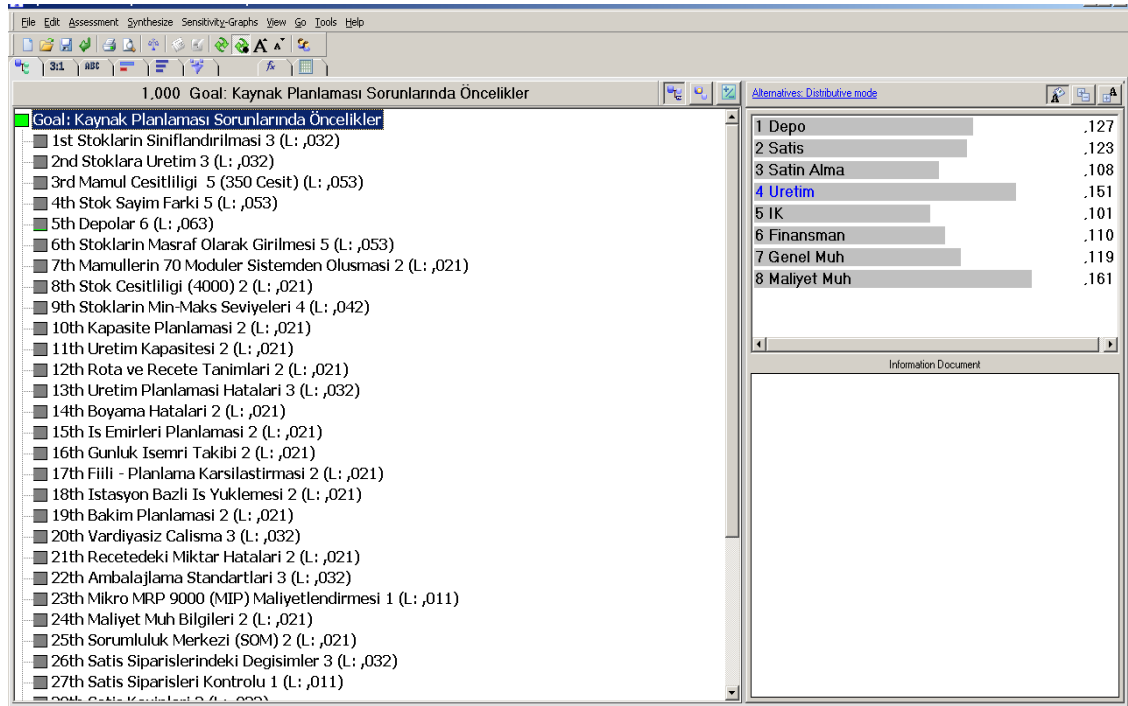 File Edit Assessment Synthesize Sensitivity-Graphs View Go Tools Help
3:1 ABC
1,000 Goal: Kaynak Planlaması Sorunlarında Öncelikler
Goal: Kaynak Planlaması Sorunlarında Öncelikler
1st Stoklarin Siniflandırilmasi 3 (L: ,032)
2nd Stoklara Uretim 3 (L: ,032)
3rd Mamul Cesitliligi 5 (350 Cesit) (L: ,053)
4th Stok Sayim Farki 5 (L: ,053)
5th Depolar 6 (L: ,063)
6th Stoklarin Masraf Olarak Girilmesi 5 (L: ,053)
7th Mamullerin 70 Moduler Sistemden Olusmasi 2 (L: ,021)
8th Stok Cesitliligi (4000) 2 (L: ,021)
9th Stoklarin Min-Maks Seviyeleri 4 (L: ,042)
10th Kapasite Planlamasi 2 (L: ,021)
11th Uretim Kapasitesi 2 (L: ,021)
12th Rota ve Recete Tanimlari 2 (L: ,021)
13th Uretim Planlamasi Hatalari 3 (L: ,032)
14th Boyama Hatalari 2 (L: ,021)
15th Is Emirleri Planlamasi 2 (L: ,021)
16th Gunluk Isemri Takibi 2 (L: ,021)
17th Fiili - Planlama Karsilastirmasi 2 (L: ,021)
18th Istasyon Bazli Is Yuklemesi 2 (L: ,021)
19th Bakim Planlamasi 2 (L: ,021)
20th Vardiyasiz Calisma 3 (L: ,032)
21th Recetedeki Miktar Hatalari 2 (L: ,021)
22th Ambalajlama Standartlari 3 (L: ,032)
23th Mikro MRP 9000 (MIP) Maliyetlendirmesi 1 (L: ,011)
24th Maliyet Muh Bilgileri 2 (L: ,021)
25th Sorumluluk Merkezi (SOM) 2 (L: ,021)
26th Satis Siparislerindeki Degisimler 3 (L: ,032)
27th Satis Siparisleri Kontrolu 1 (L: ,011)
Alternatives: Distributive mode
1 Depo ,127
2 Satis ,123
3 Satin Alma ,108
4 Uretim ,151
5 IK ,101
6 Finansman ,110
7 Genel Muh ,119
8 Maliyet Muh ,161
Information Document